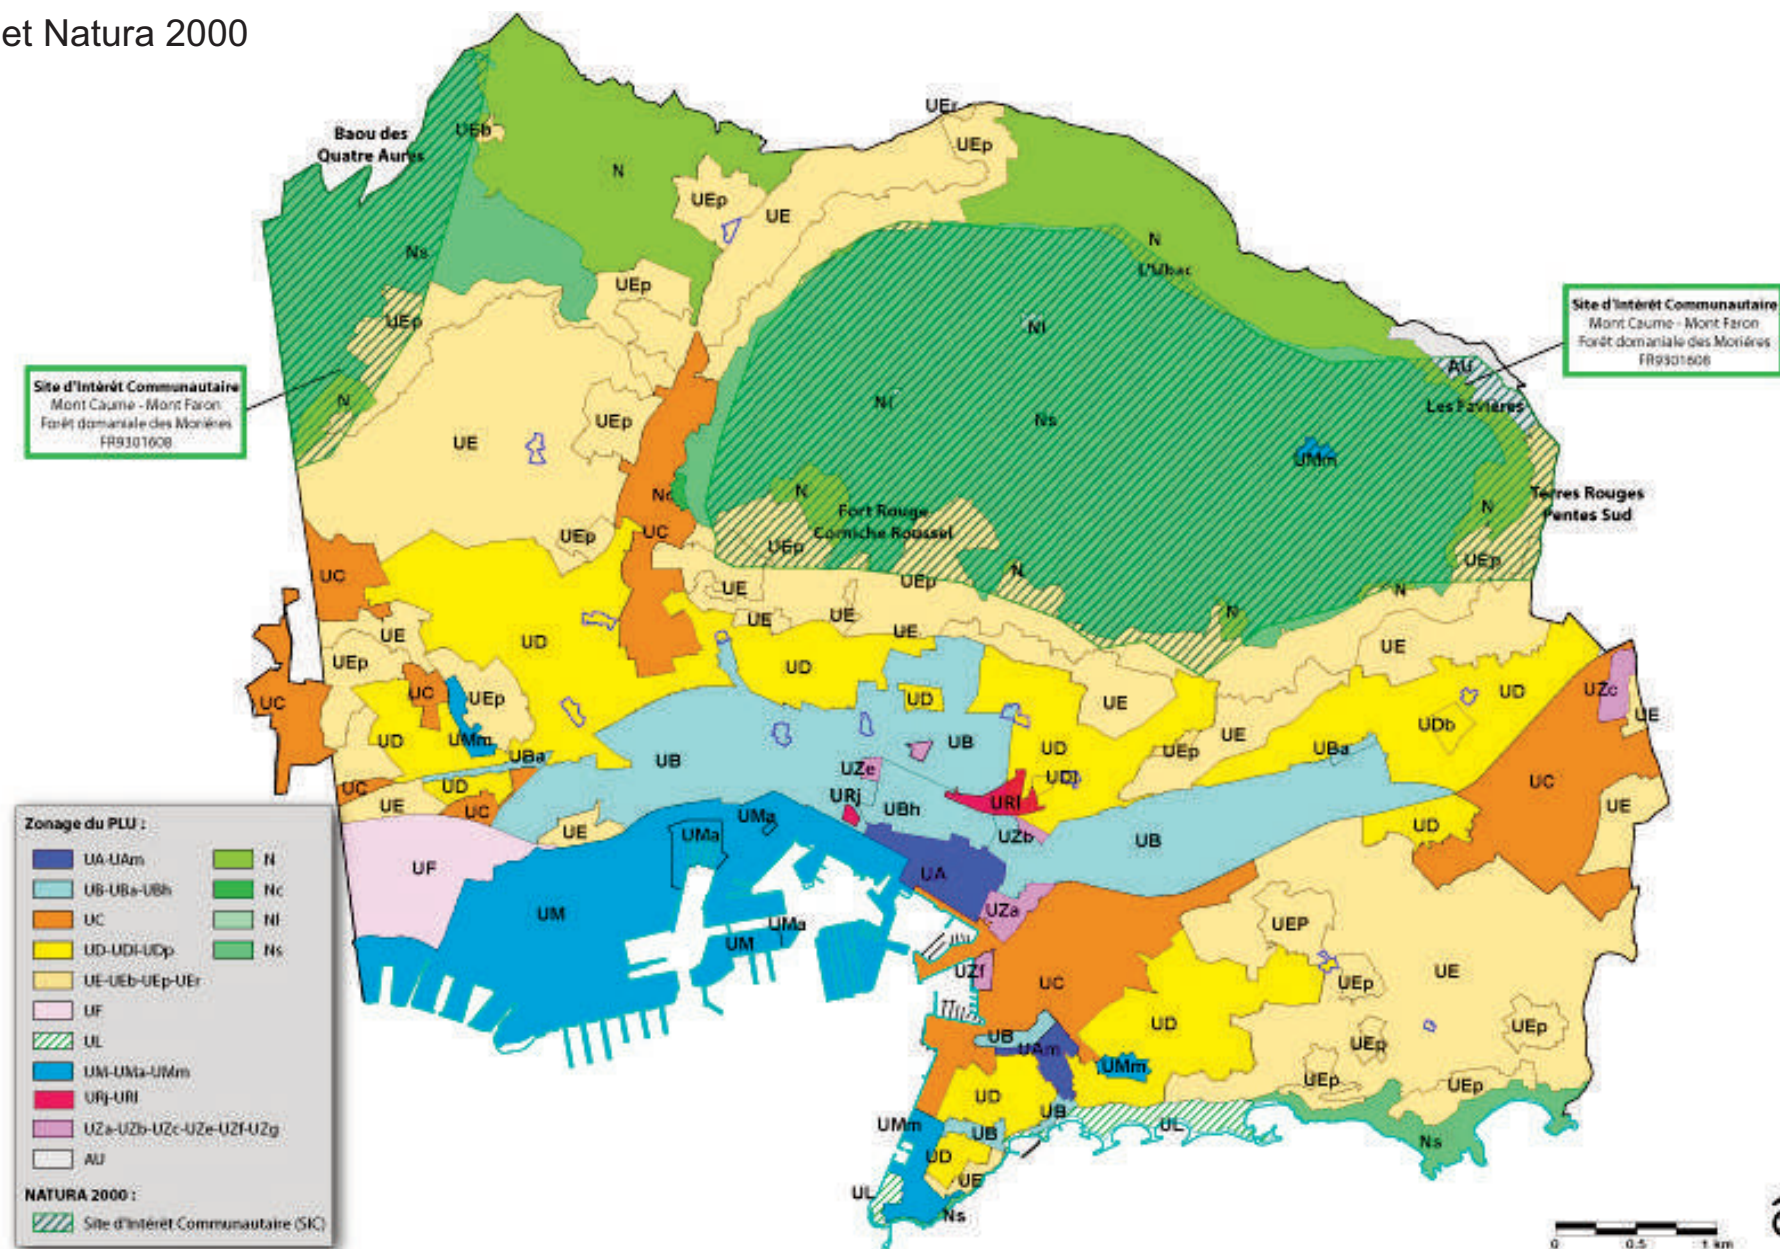 et Natura 2000
UEr
Baou des
Quatre Aures
UEb
UEp
N
UEp
UE
Ns
N
L'Ubac
UEp
UEp
Nl
Site d'Intérêt Communautaire
Mont Caume - Mont Faron
Forêt domaniale des Morières
FR9301608
AU
Les Favières
Site d'Intérêt Communautaire
Mont Caume - Mont Faron
Forêt domaniale des Morières
FR9301608
N
UE
UEp
Nl
Ns
UMm
Nc
N
Fort Rouge
Corniche Roussel
N
Terres Rouges
Pentes Sud
UEp
UC
UEp
UEp
UC
UEp
N
UE
N
UE
UE
UE
UE
N
UE
UEp
UD
UD
UE
UC
UC
UEp
UD
UE
UD
UZc
UE
UD
UMm
UBa
UB
UB
UD
UEp
UE
UBa
UDb
UC
UD
UC
UZe
URj
UBh
UDl
URl
UC
UE
UE
UE
UMa
UMa
UZb
UB
UD
UF
UA
UM
UZa
UMa
UM
UEP
UZf
UC
UEp
UE
UD
UEp
UEp
UB
UAm
UMm
UEp
UEp
UD
UB
UL
UMm
UB
UD
UE
UL
Ns
Ns
Zonage du PLU :
UA-UAm
N
UB-UBa-UBh
Nc
UC
Nl
UD-UDl-UDp
Ns
UE-UEb-UEp-UEr
UF
UL
UM-UMa-UMm
URj-URl
UZa-UZb-UZc-UZe-UZf-UZg
AU
NATURA 2000 :
Site d'Intérêt Communautaire (SIC)
0 0.5 1 km